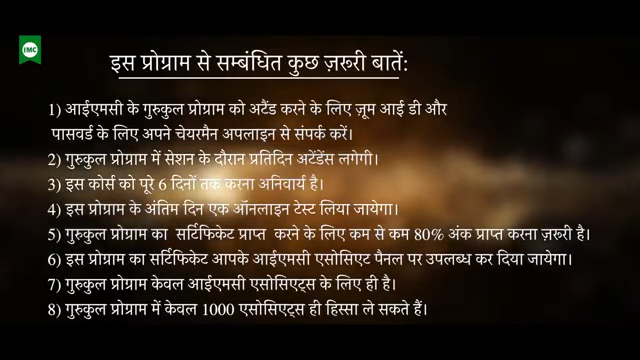 IMC
इस प्रोग्राम से सम्बंधित कुछ ज़रूरी बातें:
1) आईएमसी के गुरुकुल प्रोग्राम को अटैंड करने के लिए ज़ूम आई डी और
पासवर्ड के लिए अपने चेयरमैन अपलाइन से संपर्क करें।
2) गुरुकुल प्रोग्राम में सेशन के दौरान प्रतिदिन अटेंडेंस लगेगी।
3) इस कोर्स को पूरे 6 दिनों तक करना अनिवार्य है।
4) इस प्रोग्राम के अंतिम दिन एक ऑनलाइन टेस्ट लिया जायेगा।
5) गुरुकुल प्रोग्राम का सर्टिफिकेट प्राप्त करने के लिए कम से कम 80% अंक प्राप्त करना ज़रूरी है।
6) इस प्रोग्राम का सर्टिफिकेट आपके आईएमसी एसोसिएट पैनल पर उपलब्ध कर दिया जायेगा।
7) गुरुकुल प्रोग्राम केवल आईएमसी एसोसिएट्स के लिए ही है।
8) गुरुकुल प्रोग्राम में केवल 1000 एसोसिएट्स ही हिस्सा ले सकते हैं।